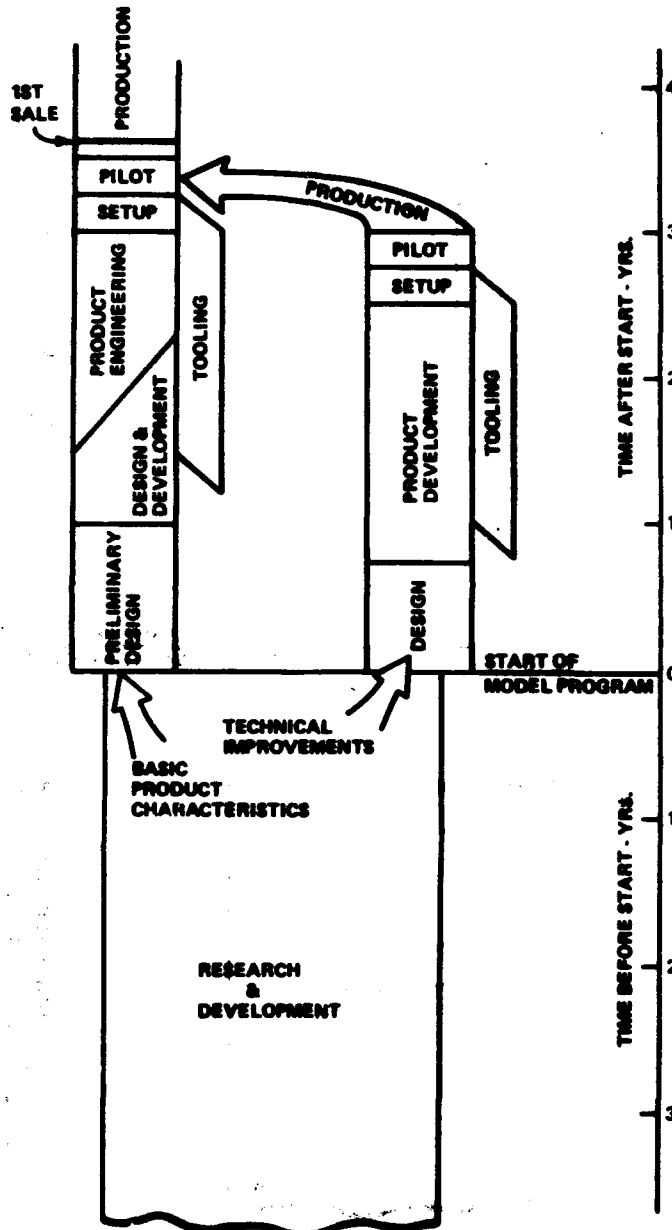 1ST
SALE
PRODUCTION
PILOT
SETUP
PRODUCT
ENGINEERING
DESIGN &
DEVELOPMENT
TOOLING
PRELIMINARY
DESIGN
PRODUCTION
PILOT
SETUP
PRODUCT
DEVELOPMENT
TOOLING
DESIGN
START OF
MODEL PROGRAM
TECHNICAL
IMPROVEMENTS
BASIC
PRODUCT
CHARACTERISTICS
RESEARCH
&
DEVELOPMENT
TIME AFTER START - YRS.
4
3
2
1
0
TIME BEFORE START - YRS.
1
2
3